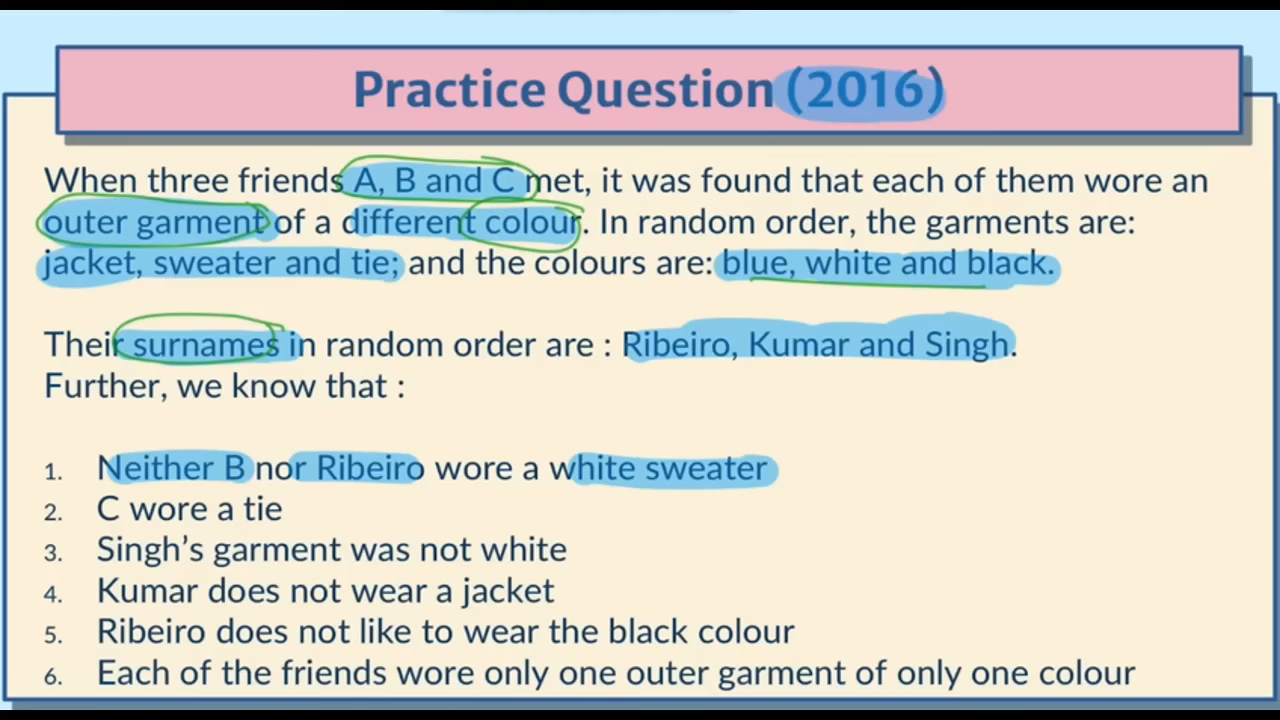 Practice Question (2016)
When three friends A, B and C met, it was found that each of them wore an
outer garment of a different colour. In random order, the garments are:
jacket, sweater and tie; and the colours are: blue, white and black.
Their surnames in random order are : Ribeiro, Kumar and Singh.
Further, we know that :
1. Neither B nor Ribeiro wore a white sweater
2. C wore a tie
3. Singh’s garment was not white
4. Kumar does not wear a jacket
5. Ribeiro does not like to wear the black colour
6. Each of the friends wore only one outer garment of only one colour